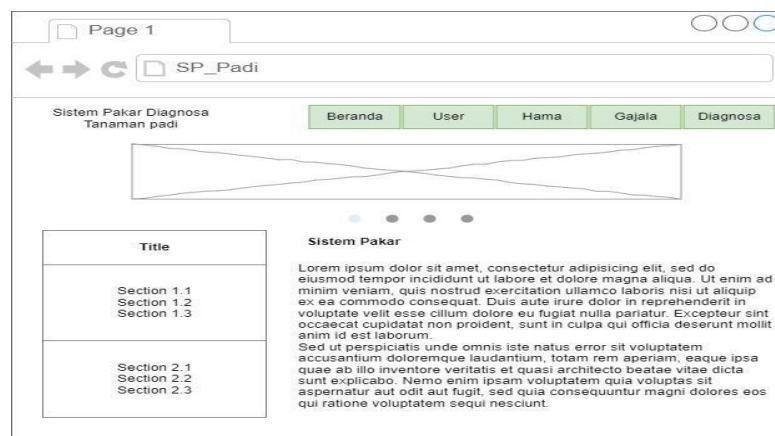 Page 1
SP_Padi
Sistem Pakar Diagnosa
Tanaman padi
Beranda
User
Hama
Gajala
Diagnosa
Title
Section 1.1
Section 1.2
Section 1.3
Section 2.1
Section 2.2
Section 2.3
Sistem Pakar
Lorem ipsum dolor sit amet, consectetur adipisicing elit, sed do
eiusmod tempor incididunt ut labore et dolore magna aliqua. Ut enim ad
minim veniam, quis nostrud exercitation ullamco laboris nisi ut aliquip
ex ea commodo consequat. Duis aute irure dolor in reprehenderit in
voluptate velit esse cillum dolore eu fugiat nulla pariatur. Excepteur sint
occaecat cupidatat non proident, sunt in culpa qui officia deserunt mollit
anim id est laborum.
Sed ut perspiciatis unde omnis iste natus error sit voluptatem
accusantium doloremque laudantium, totam rem aperiam, eaque ipsa
quae ab illo inventore veritatis et quasi architecto beatae vitae dicta
sunt explicabo. Nemo enim ipsam voluptatem quia voluptas sit
aspernatur aut odit aut fugit, sed quia consequuntur magni dolores eos
qui ratione voluptatem sequi nesciunt.